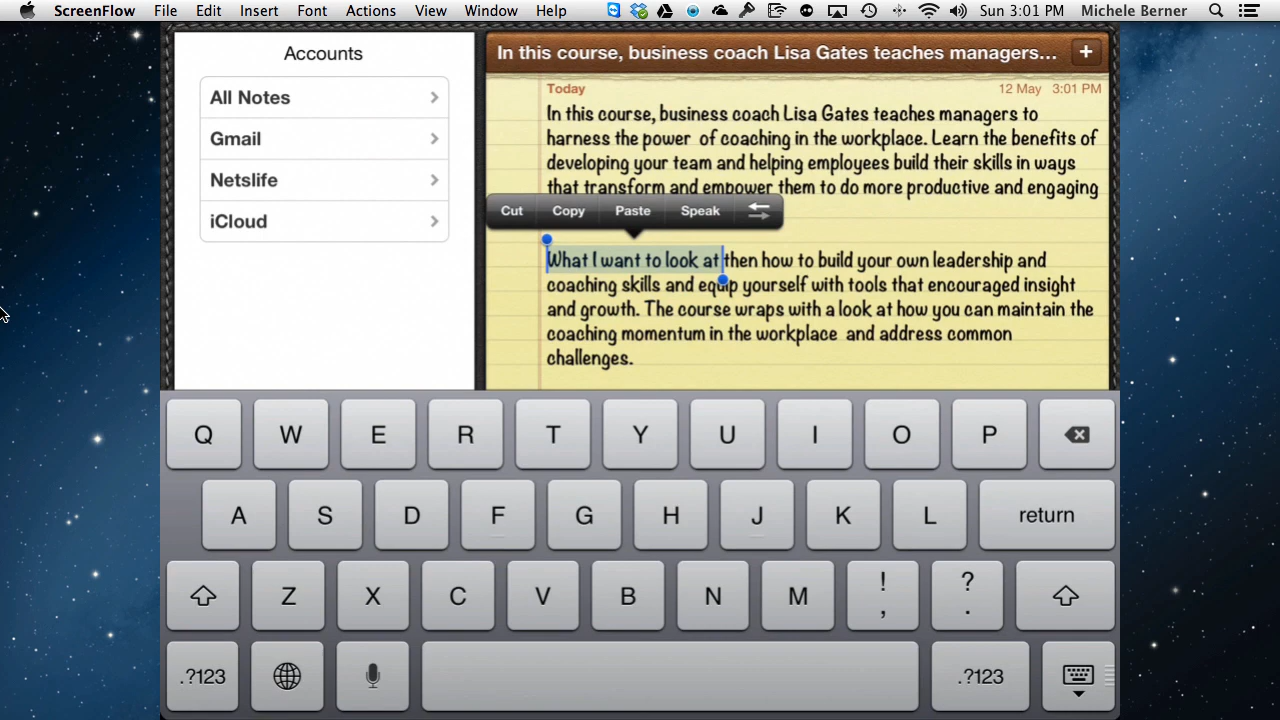 ScreenFlow File Edit Insert Font Actions View Window Help Sun 3:01 PM Michele Berner
Accounts
All Notes
Gmail
Netslife
iCloud
In this course, business coach Lisa Gates teaches managers... +
Today 12 May 3:01 PM
In this course, business coach Lisa Gates teaches managers to
harness the power of coaching in the workplace. Learn the benefits of
developing your team and helping employees build their skills in ways
that transform and empower them to do more productive and engaging
Cut Copy Paste Speak
What I want to look at then how to build your own leadership and
coaching skills and equip yourself with tools that encouraged insight
and growth. The course wraps with a look at how you can maintain the
coaching momentum in the workplace and address common
challenges.
Q W E R T Y U I O P
A S D F G H J K L return
Z X C V B N M ! , ? .
.?123 .?123